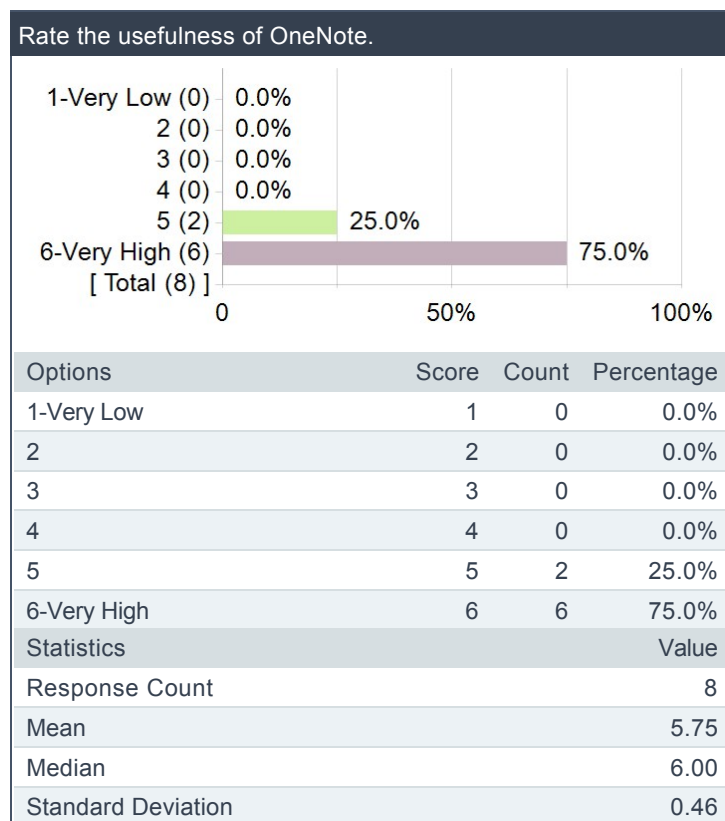 Rate the usefulness of OneNote.
1-Very Low (0) 0.0%
2 (0) 0.0%
3 (0) 0.0%
4 (0) 0.0%
5 (2) 25.0%
6-Very High (6) 75.0%
[ Total (8) ]
0 50% 100%
Options Score Count Percentage
1-Very Low 1 0 0.0%
2 2 0 0.0%
3 3 0 0.0%
4 4 0 0.0%
5 5 2 25.0%
6-Very High 6 6 75.0%
Statistics Value
Response Count 8
Mean 5.75
Median 6.00
Standard Deviation 0.46